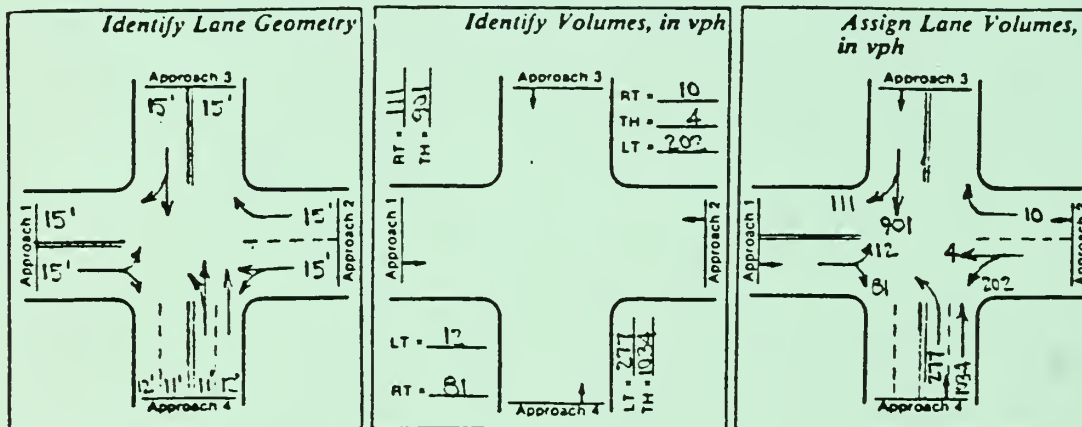 Identify Lane Geometry
Approach 3
15' 15'
Approach 1
15'
15'
15'
15'
Approach 2
12' 11' 11' 12'
Approach 4
Identify Volumes, in vph
Approach 3
RT = 111
TH = 901
RT = 10
TH = 4
LT = 202
Approach 1
Approach 2
LT = 12
RT = 81
LT = 277
TH = 1034
Approach 4
Assign Lane Volumes,
in vph
Approach 3
111
901
10
Approach 1
12
4
81
202
277
1034
Approach 4